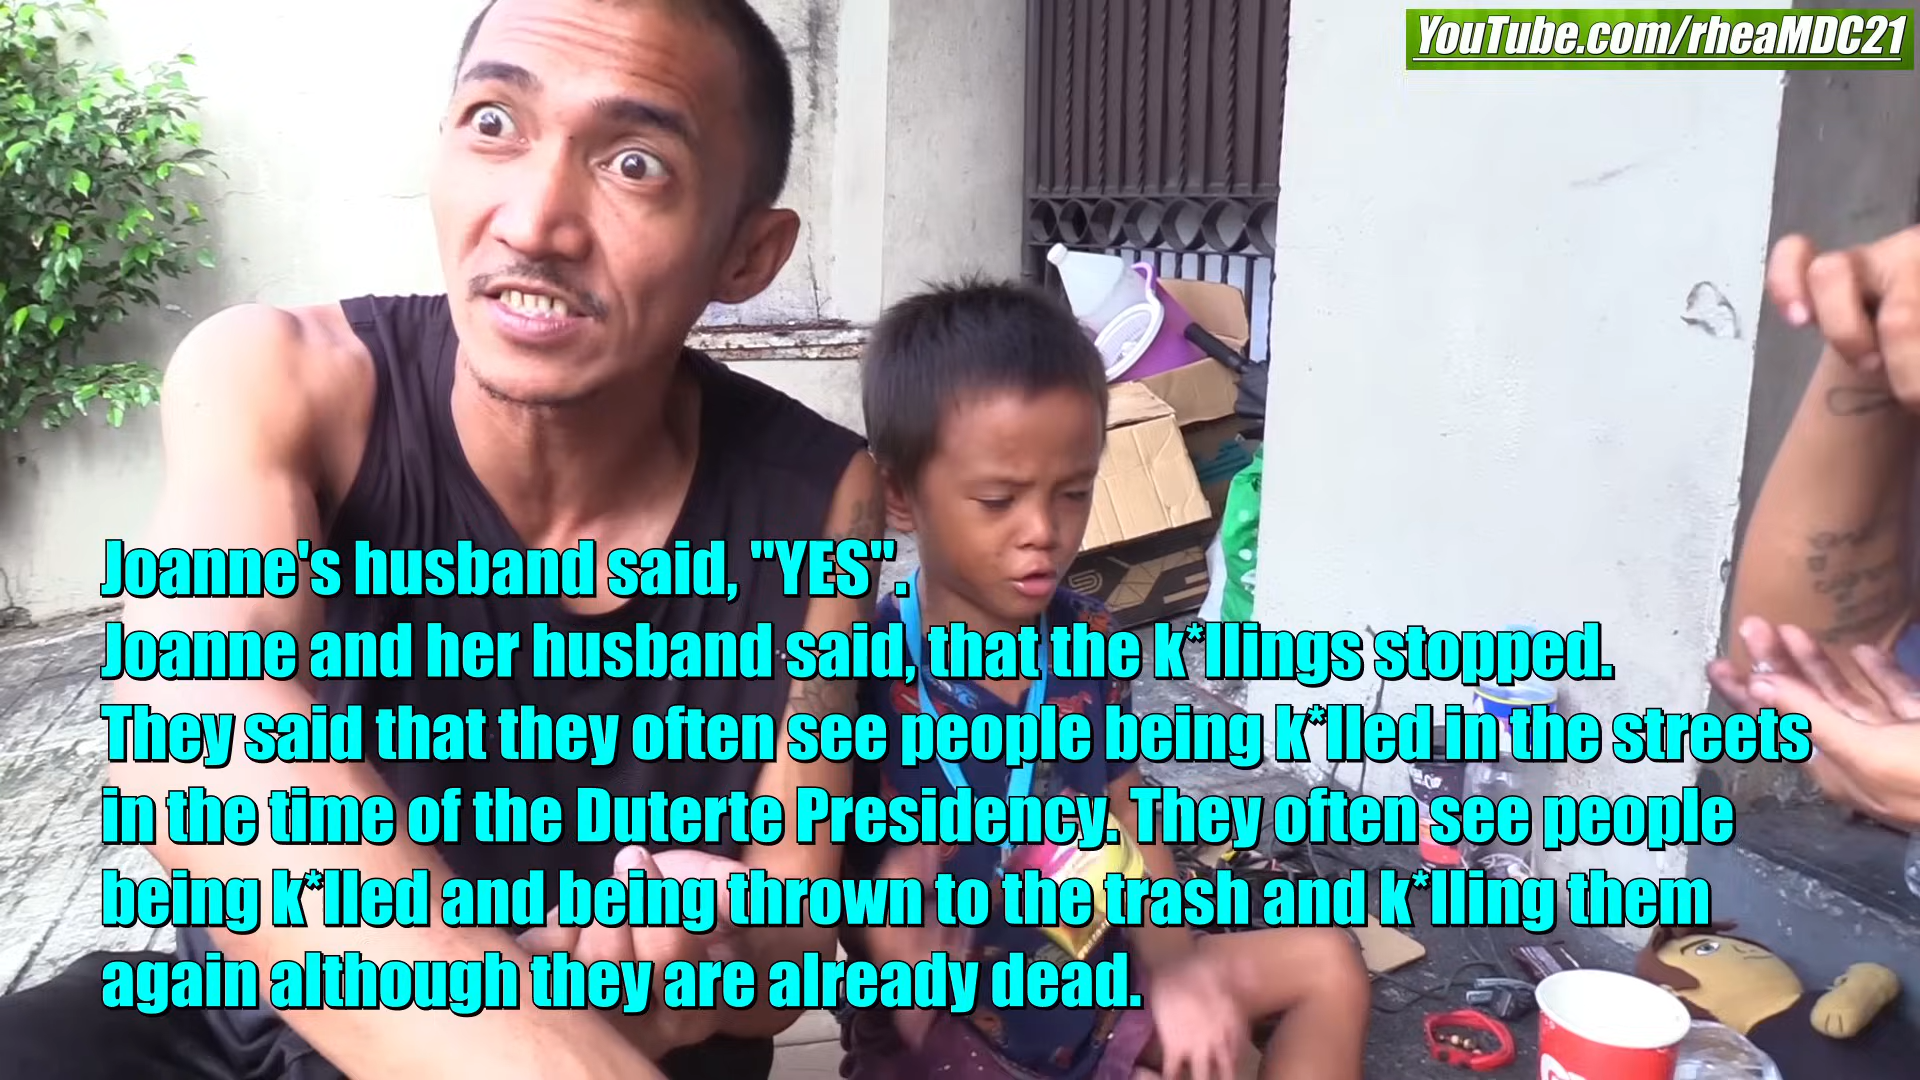 YouTube.com/rheaMDC21
Joanne's husband said, "YES".
Joanne and her husband said, that the k*llings stopped.
They said that they often see people being k*lled in the streets
in the time of the Duterte Presidency. They often see people
being k*lled and being thrown to the trash and k*lling them
again although they are already dead.